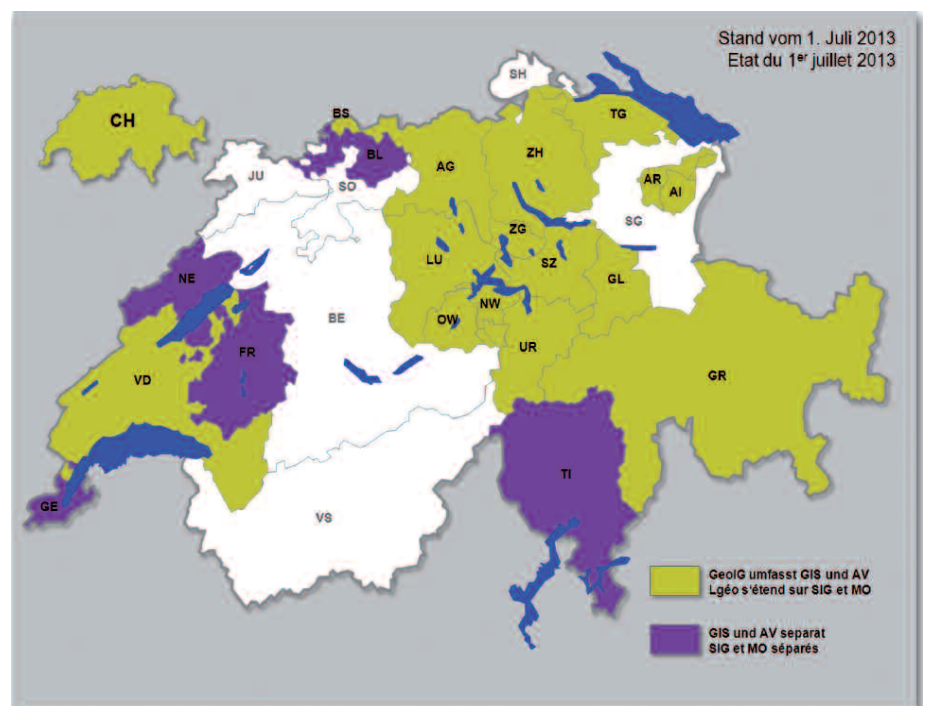 Stand vom 1. Juli 2013
Etat du 1er juillet 2013
SH
CH
BS
TG
BL
ZH
AG
JU
SO
AR
AI
SG
ZG
NE
LU
SZ
GL
NW
BE
OW
FR
UR
VD
GR
TI
GE
VS
GeoIG umfasst GIS und AV
Lgéo s'étend sur SIG et MO
GIS und AV separat
SIG et MO séparés